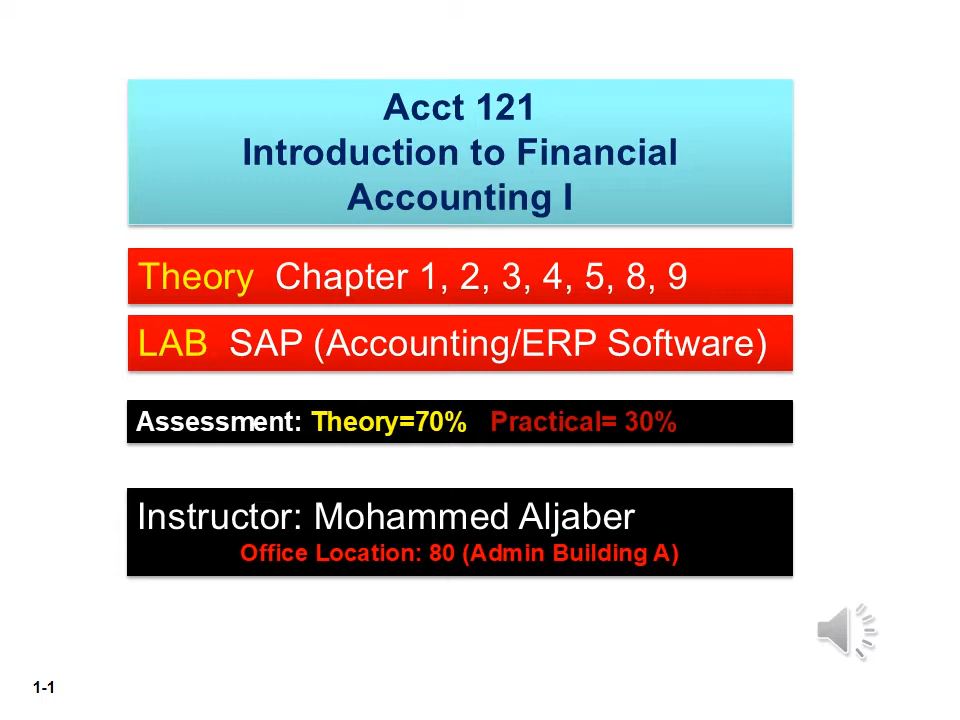 Acct 121
Introduction to Financial
Accounting I
Theory Chapter 1, 2, 3, 4, 5, 8, 9
LAB SAP (Accounting/ERP Software)
Assessment: Theory=70% Practical= 30%
Instructor: Mohammed Aljaber
Office Location: 80 (Admin Building A)
1-1